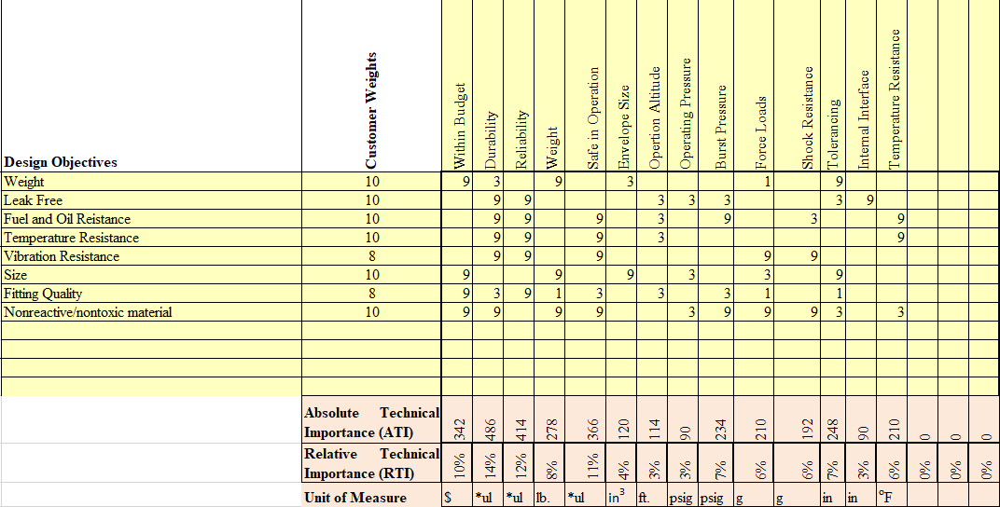 Design Objectives Customer Weights Within Budget Durability Reliability Weight Safe in Operation Envelope Size Opertion Altitude Operating Pressure Burst Pressure Force Loads Shock Resistance Tolerancing Internal Interface Temperature Resistance
Weight 10 9 3 9 3 1 9
Leak Free 10 9 9 3 3 3 3 9
Fuel and Oil Reistance 10 9 9 9 3 9 3 9
Temperature Resistance 10 9 9 9 3 9
Vibration Resistance 8 9 9 9 9 9
Size 10 9 9 9 3 3 9
Fitting Quality 8 9 3 9 1 3 3 3 1 1
Nonreactive/nontoxic material 10 9 9 9 9 3 9 9 9 3 3
Absolute Technical
Importance (ATI) 342 486 414 278 366 120 114 90 234 210 192 248 90 210 0 0 0
Relative Technical
Importance (RTI) 10% 14% 12% 8% 11% 4% 3% 3% 7% 6% 6% 7% 3% 6% 0% 0% 0%
Unit of Measure $ *ul *ul lb. *ul in³ ft. psig psig g g in in °F